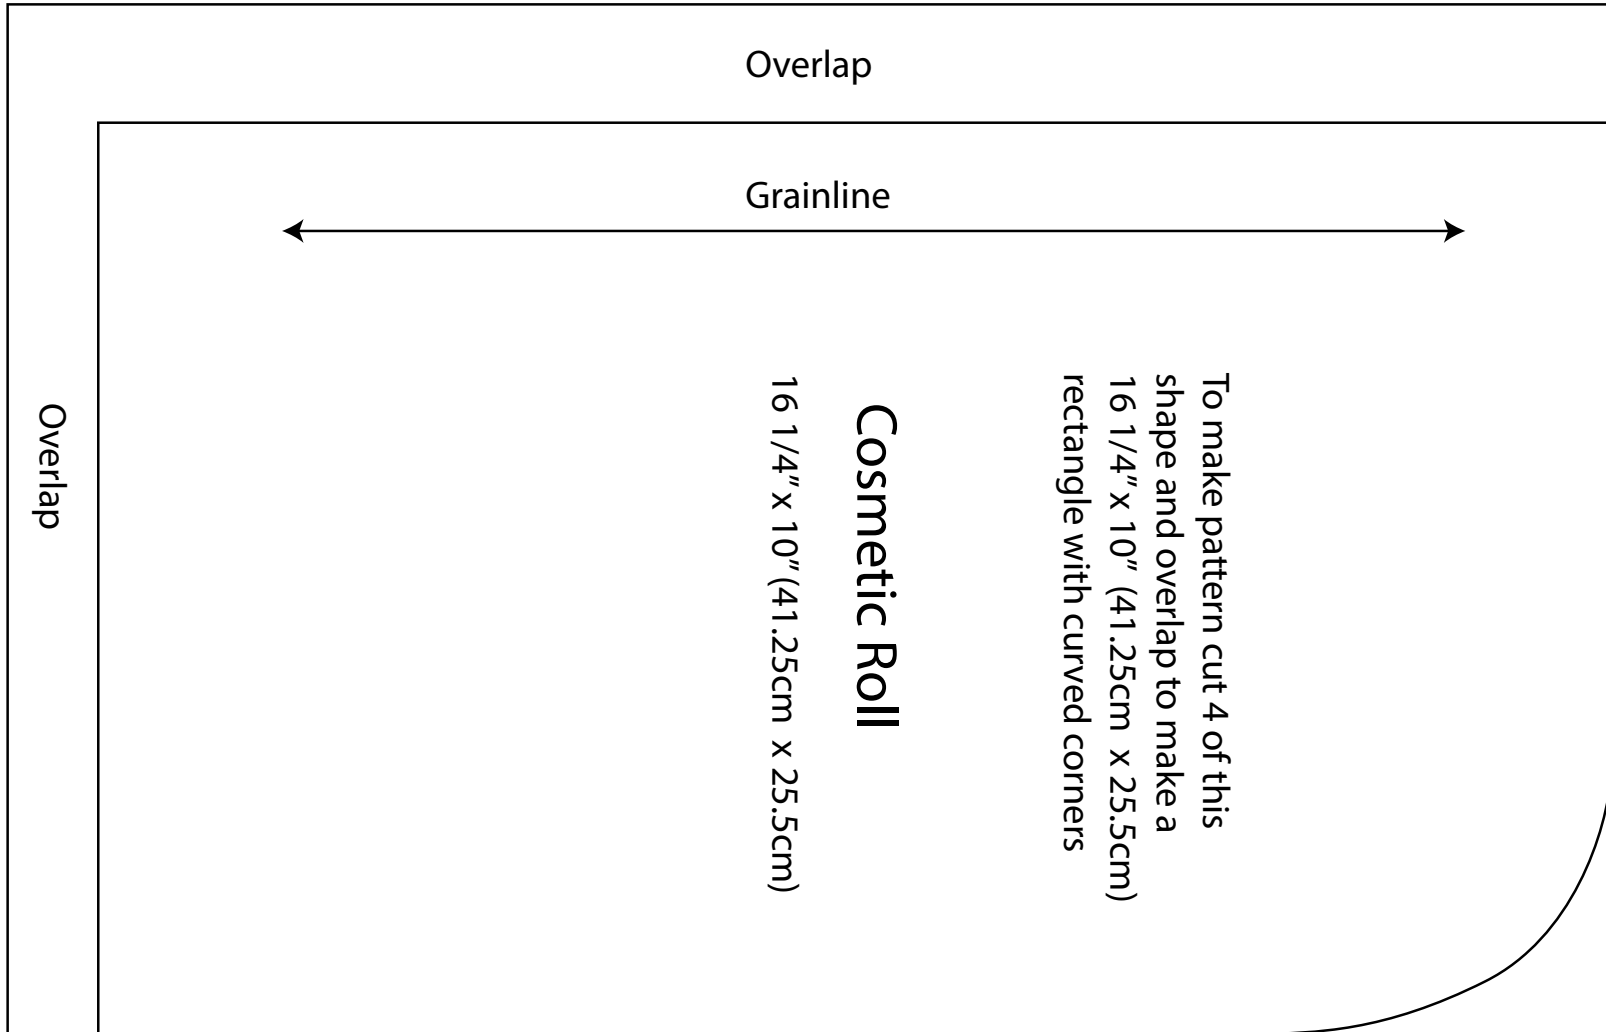 Overlap
Grainline
Overlap
To make pattern cut 4 of this
shape and overlap to make a
16 1/4” x 10”  (41.25cm  x 25.5cm)
rectangle with curved corners
Cosmetic Roll
16 1/4” x 10” (41.25cm  x 25.5cm)